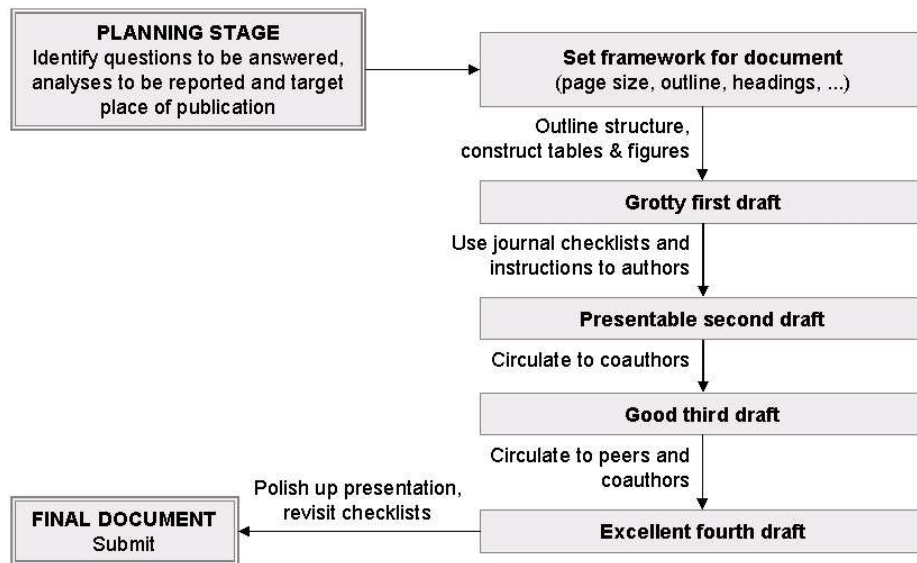 PLANNING STAGE
Identify questions to be answered,
analyses to be reported and target
place of publication
Set framework for document
(page size, outline, headings, ...)
Outline structure,
construct tables & figures
Grotty first draft
Use journal checklists and
instructions to authors
Presentable second draft
Circulate to coauthors
Good third draft
Circulate to peers and
coauthors
Excellent fourth draft
Polish up presentation,
revisit checklists
FINAL DOCUMENT
Submit